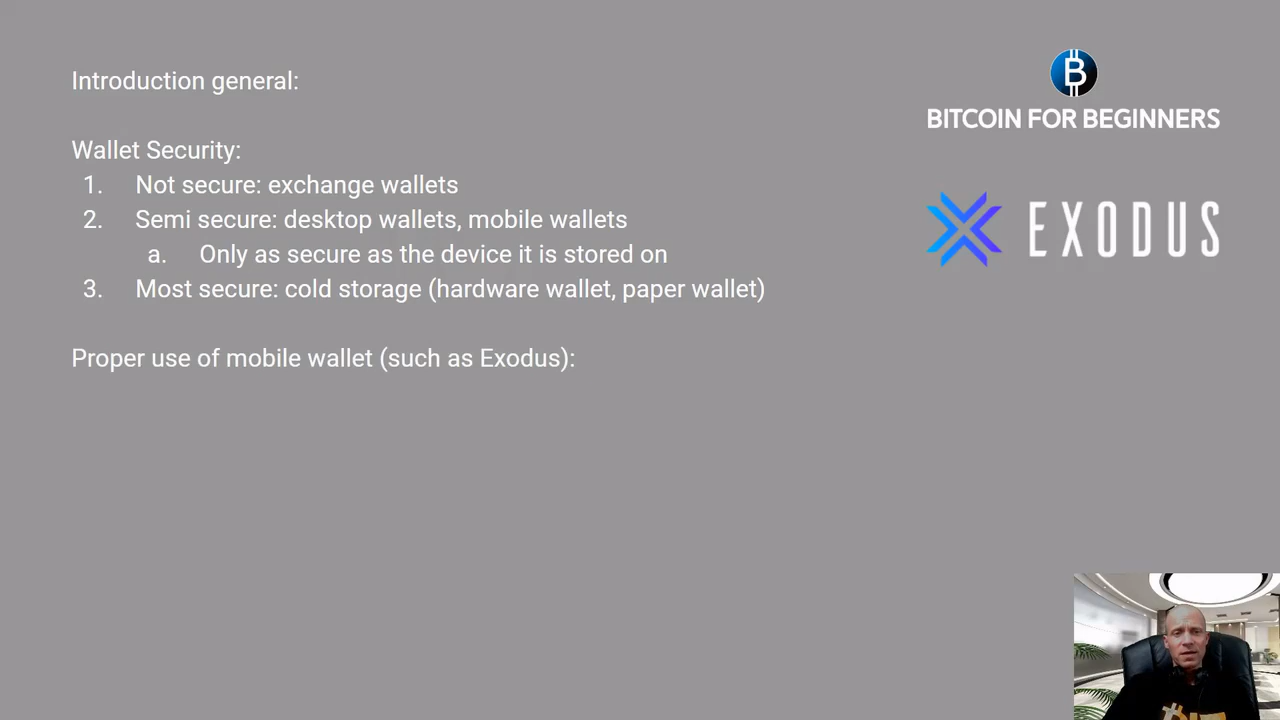 Introduction general:
Wallet Security:
1. Not secure: exchange wallets
2. Semi secure: desktop wallets, mobile wallets
a. Only as secure as the device it is stored on
3. Most secure: cold storage (hardware wallet, paper wallet)
Proper use of mobile wallet (such as Exodus):
BITCOIN FOR BEGINNERS
EXODUS